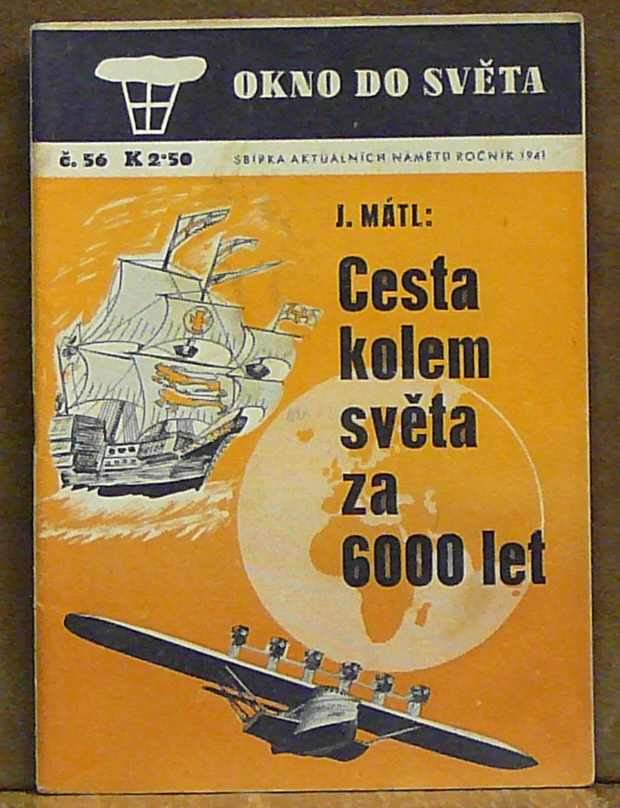 OKNO DO SVĚTA
č. 56 K 2·50 SBÍRKA AKTUÁLNÍCH NÁMĚTŮ ROČNÍK 1941
J. MÁTL:
Cesta
kolem
světa
za
6000 let